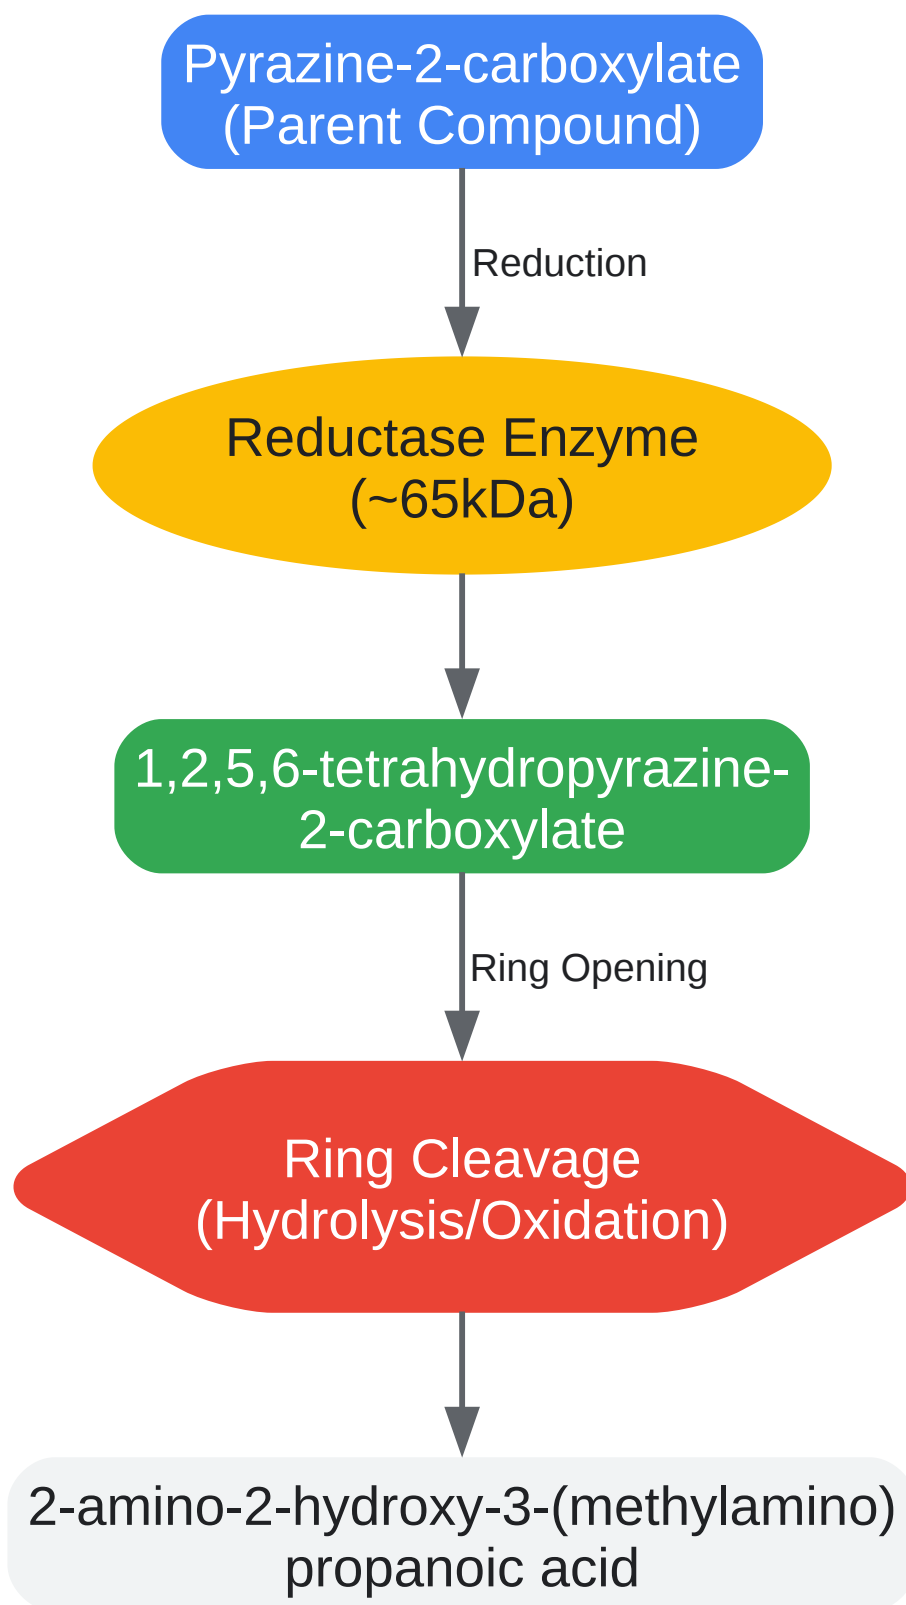 Pyrazine-2-carboxylate
(Parent Compound)
Reduction
Reductase Enzyme
(~65kDa)
1,2,5,6-tetrahydropyrazine-
2-carboxylate
Ring Opening
Ring Cleavage
(Hydrolysis/Oxidation)
2-amino-2-hydroxy-3-(methylamino)
propanoic acid